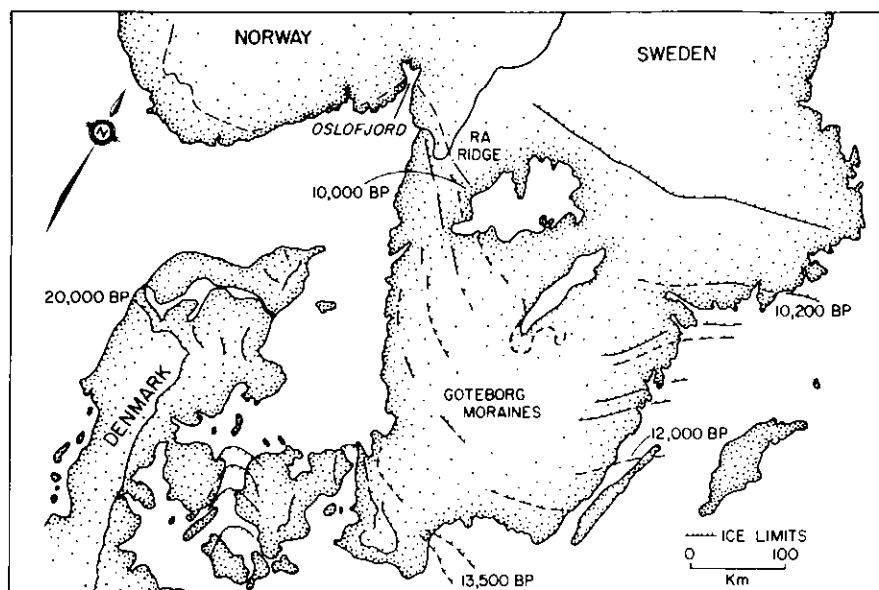 NORWAY
SWEDEN
N
OSLOFJORD
RA
RIDGE
10,000 BP
20,000 BP
10,200 BP
DENMARK
GOTEBORG
MORAINES
12,000 BP
ICE LIMITS
0 100
Km
13,500 BP